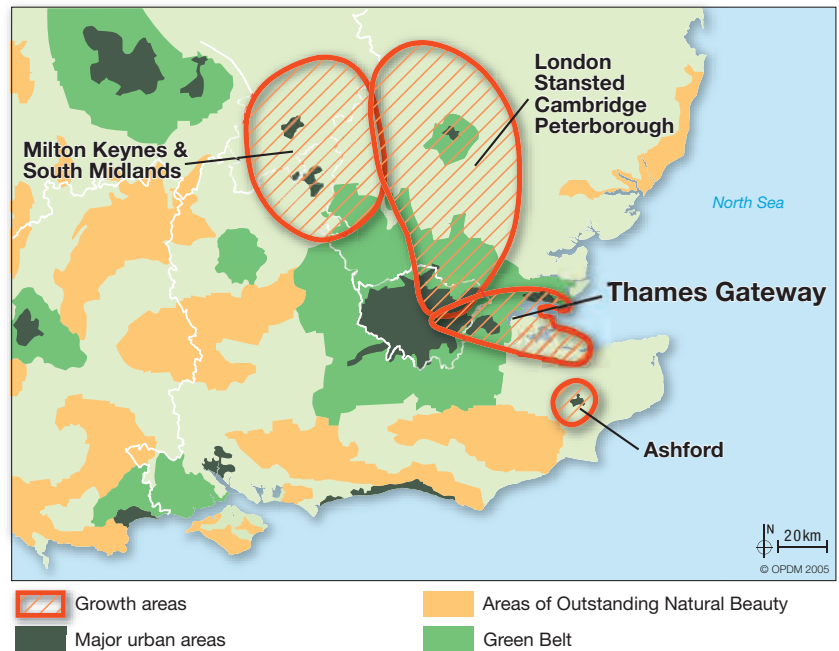 London
Stansted
Cambridge
Peterborough
Milton Keynes &
South Midlands
North Sea
Thames Gateway
Ashford
N
20km
© OPDM 2005
Growth areas
Areas of Outstanding Natural Beauty
Major urban areas
Green Belt